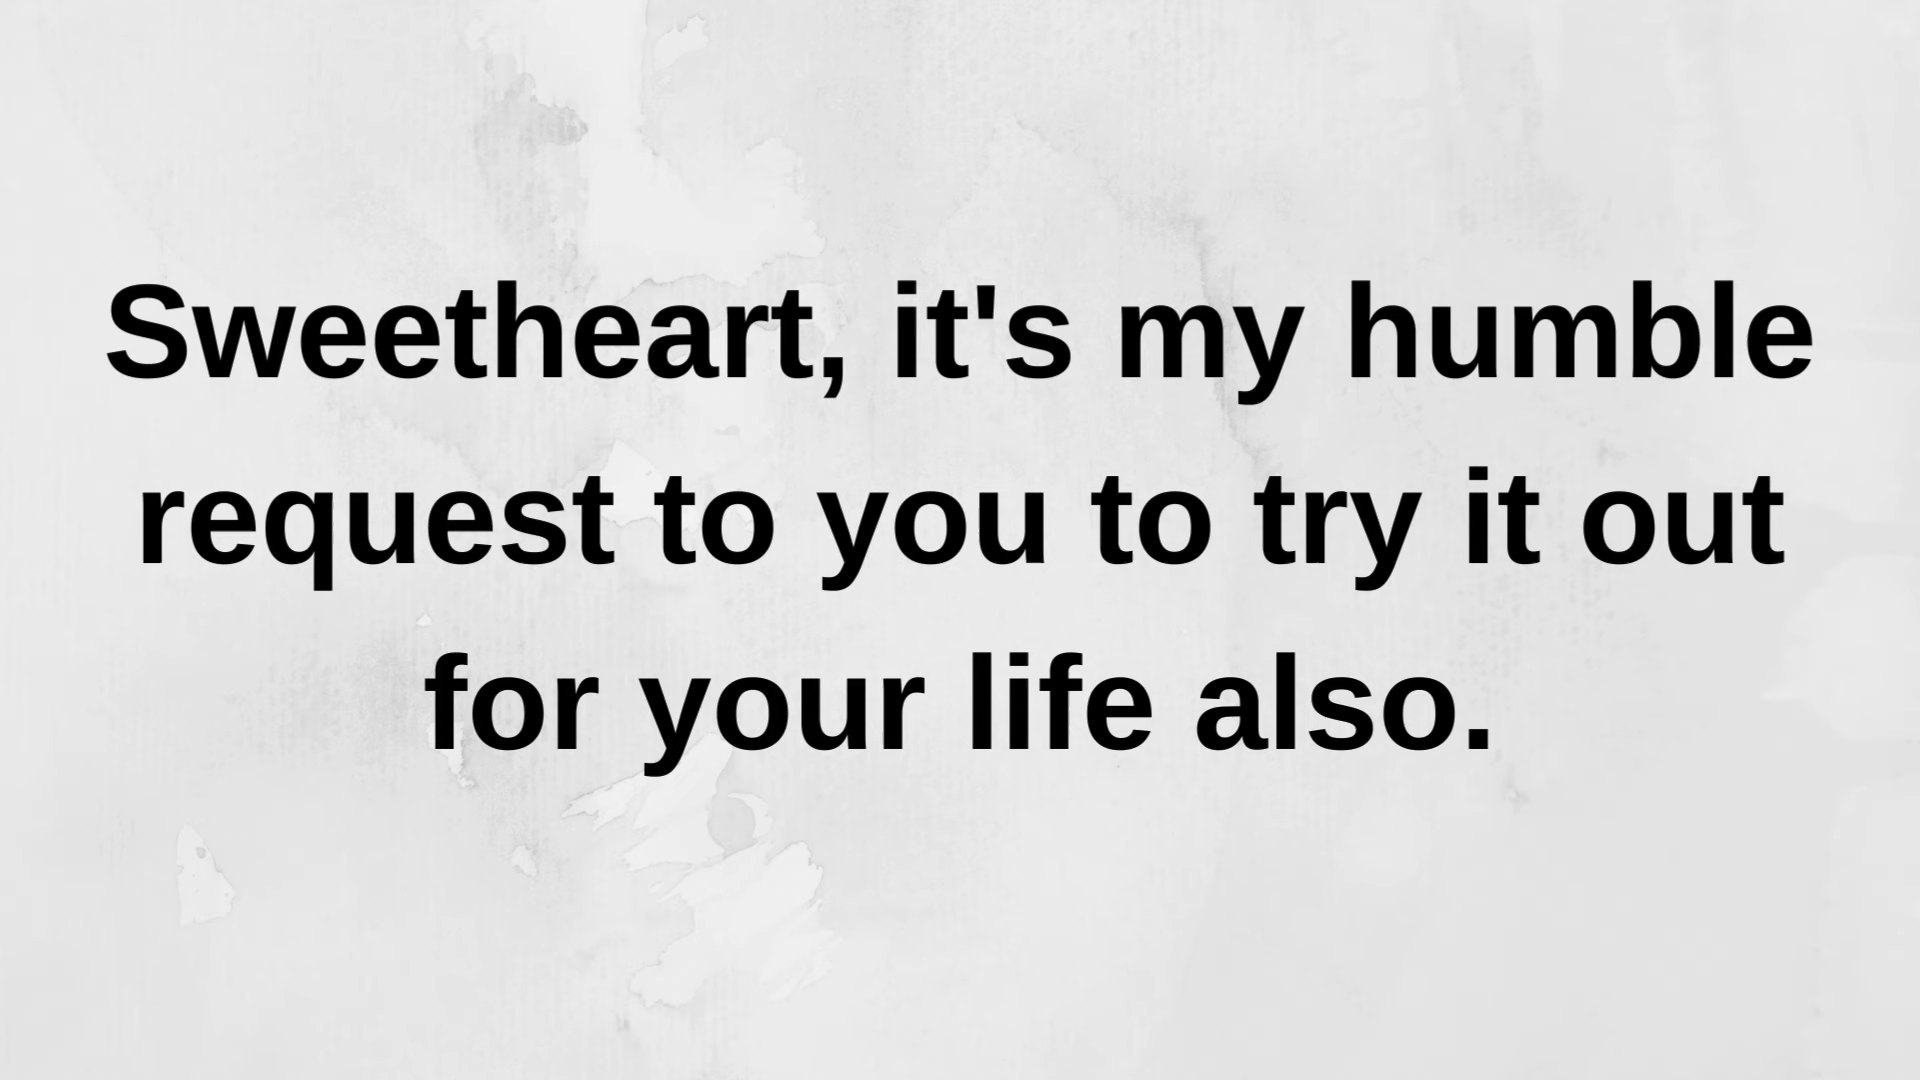 Sweetheart, it's my humble
request to you to try it out
for your life also.